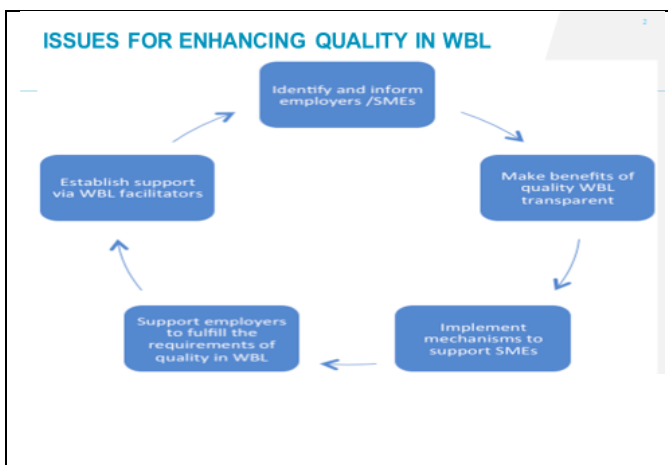 2
ISSUES FOR ENHANCING QUALITY IN WBL
Identify and inform
employers /SMEs
Make benefits of
quality WBL
transparent
Implement
mechanisms to
support SMEs
Support employers
to fulfill the
requirements of
quality in WBL
Establish support
via WBL facilitators